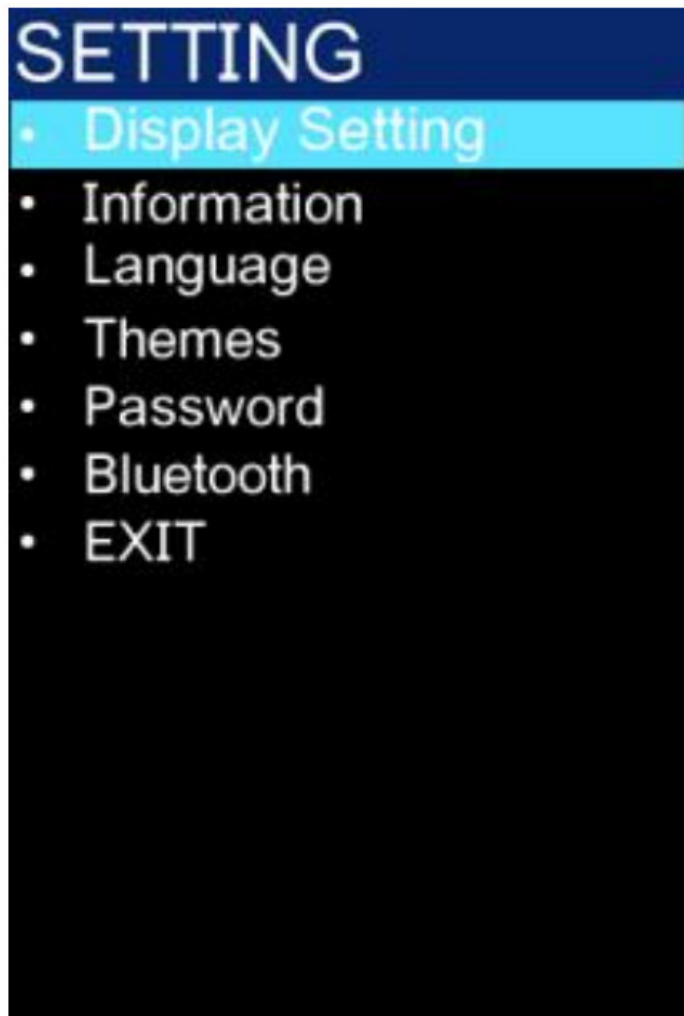 SETTING
• Display Setting
• Information
• Language
• Themes
• Password
• Bluetooth
• EXIT